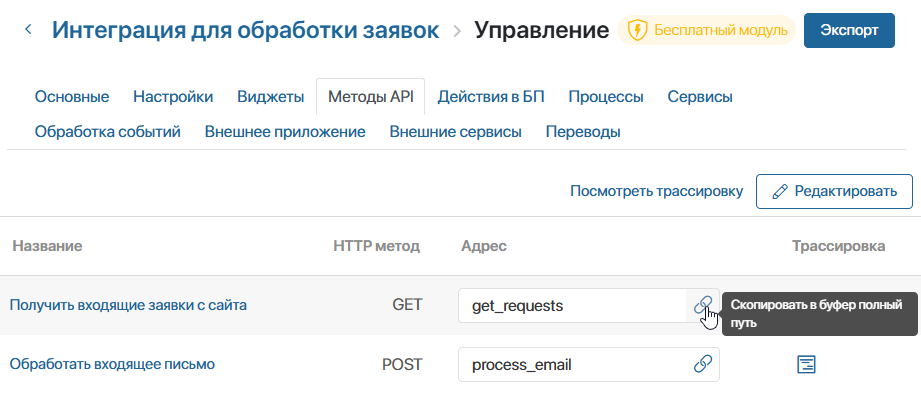 Интеграция для обработки заявок > Управление Бесплатный модуль Экспорт
Основные Настройки Виджеты Методы API Действия в БП Процессы Сервисы
Обработка событий Внешнее приложение Внешние сервисы Переводы
Посмотреть трассировку Редактировать
Название HTTP метод Адрес Трассировка
Получить входящие заявки с сайта GET get_requests
Скопировать в буфер полный
путь
Обработать входящее письмо POST process_email